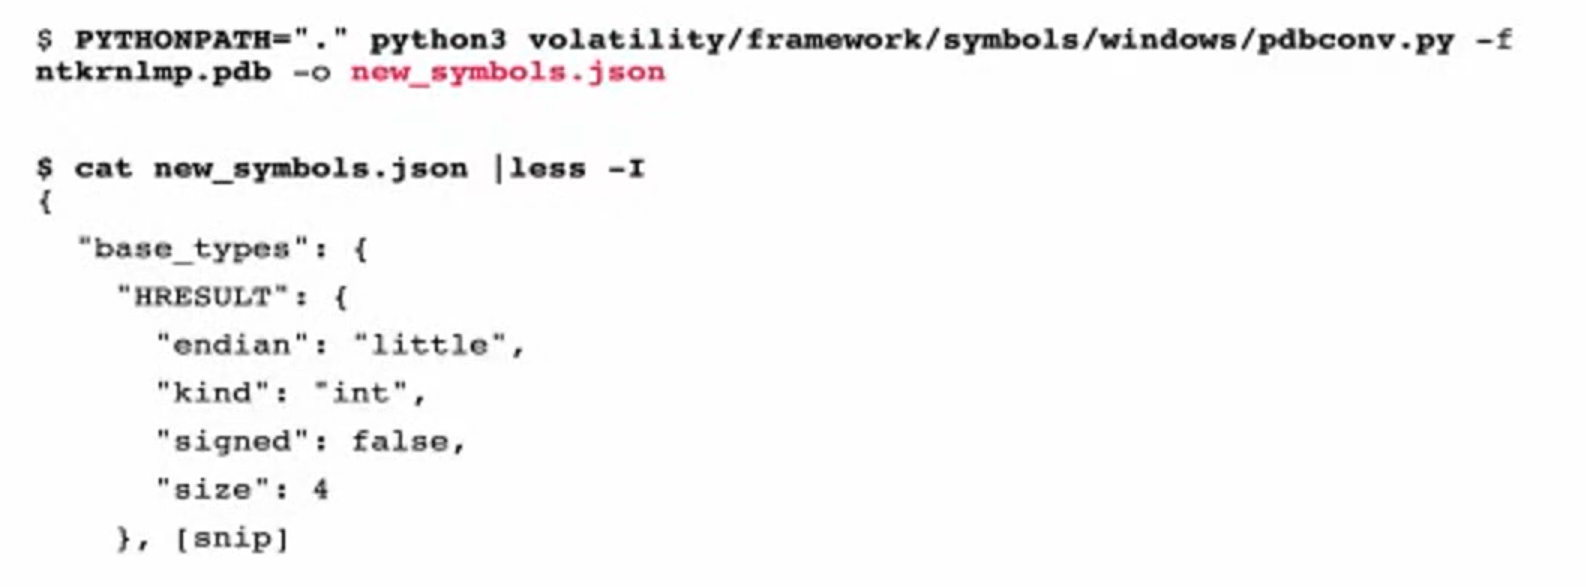 $ PYTHONPATH="." python3 volatility/framework/symbols/windows/pdbconv.py -f
ntkrnlmp.pdb -o new_symbols.json
$ cat new_symbols.json |less -I
{
"base_types": {
"HRESULT": {
"endian": "little",
"kind": "int",
"signed": false,
"size": 4
}, [snip]